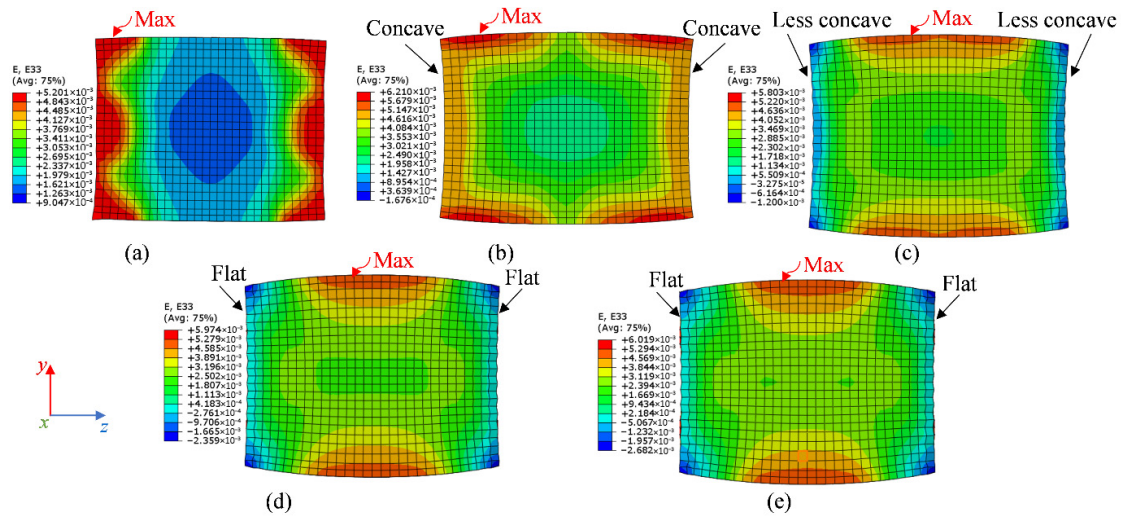 Max
E, E33
(Avg: 75%)
+5.201×10⁻³
+4.843×10⁻³
+4.485×10⁻³
+4.127×10⁻³
+3.769×10⁻³
+3.411×10⁻³
+3.053×10⁻³
+2.695×10⁻³
+2.337×10⁻³
+1.979×10⁻³
+1.621×10⁻³
+1.263×10⁻³
+9.047×10⁻⁴
(a)
Concave
Max
Concave
E, E33
(Avg: 75%)
+6.210×10⁻³
+5.679×10⁻³
+5.147×10⁻³
+4.616×10⁻³
+4.084×10⁻³
+3.553×10⁻³
+3.021×10⁻³
+2.490×10⁻³
+1.958×10⁻³
+1.427×10⁻³
+8.954×10⁻⁴
+3.639×10⁻⁴
−1.676×10⁻⁴
(b)
Less concave
Max
Less concave
E, E33
(Avg: 75%)
+5.803×10⁻³
+5.220×10⁻³
+4.636×10⁻³
+4.052×10⁻³
+3.469×10⁻³
+2.885×10⁻³
+2.302×10⁻³
+1.718×10⁻³
+1.134×10⁻³
+5.509×10⁻⁴
−3.275×10⁻⁵
−6.164×10⁻⁴
−1.200×10⁻³
(c)
Flat
Max
Flat
E, E33
(Avg: 75%)
+5.974×10⁻³
+5.279×10⁻³
+4.585×10⁻³
+3.891×10⁻³
+3.196×10⁻³
+2.502×10⁻³
+1.807×10⁻³
+1.113×10⁻³
+4.183×10⁻⁴
−2.761×10⁻⁴
−9.706×10⁻⁴
−1.665×10⁻³
−2.359×10⁻³
(d)
Flat
Max
Flat
E, E33
(Avg: 75%)
+6.019×10⁻³
+5.294×10⁻³
+4.569×10⁻³
+3.844×10⁻³
+3.119×10⁻³
+2.394×10⁻³
+1.669×10⁻³
+9.434×10⁻⁴
+2.184×10⁻⁴
−5.067×10⁻⁴
−1.232×10⁻³
−1.957×10⁻³
−2.682×10⁻³
(e)
y
x
z